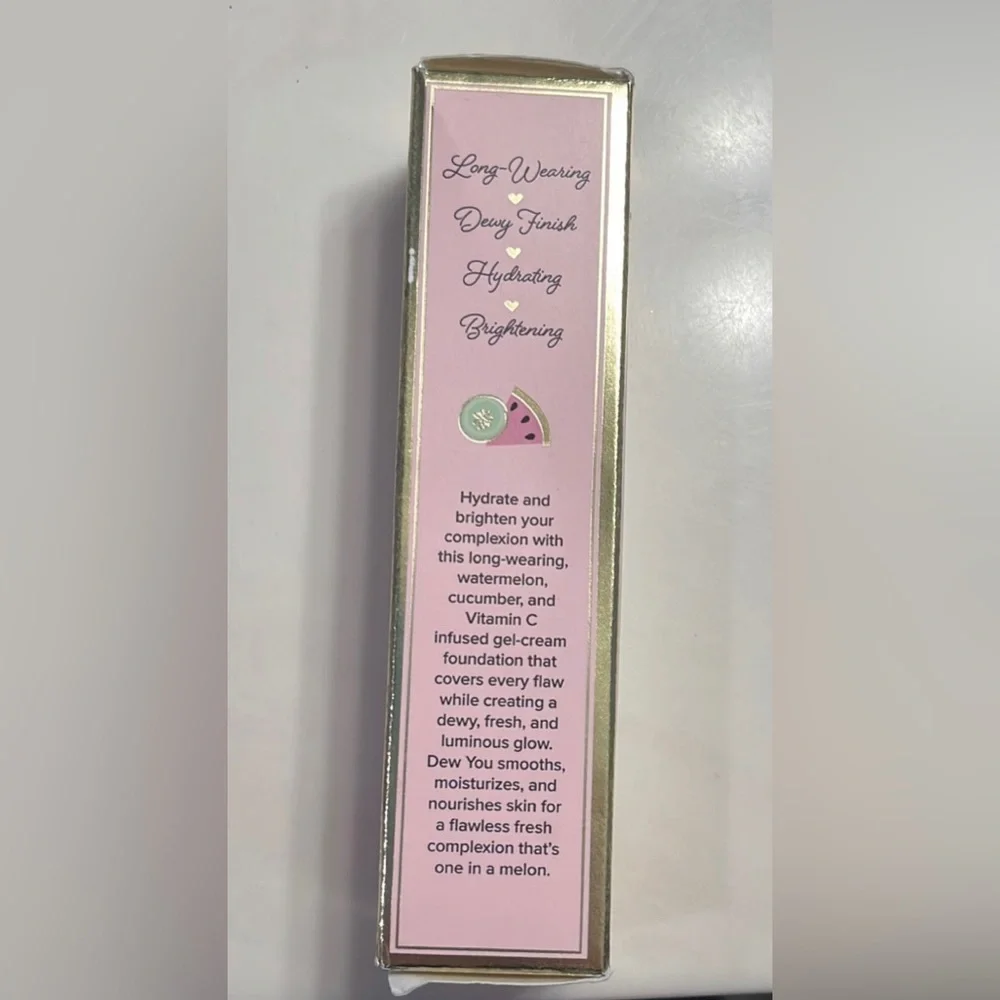 Long-Wearing
Dewy Finish
Hydrating
Brightening
Hydrate and
brighten your
complexion with
this long-wearing,
watermelon,
cucumber, and
Vitamin C
infused gel-cream
foundation that
covers every flaw
while creating a
dewy, fresh, and
luminous glow.
Dew You smooths,
moisturizes, and
nourishes skin for
a flawless fresh
complexion that's
one in a melon.